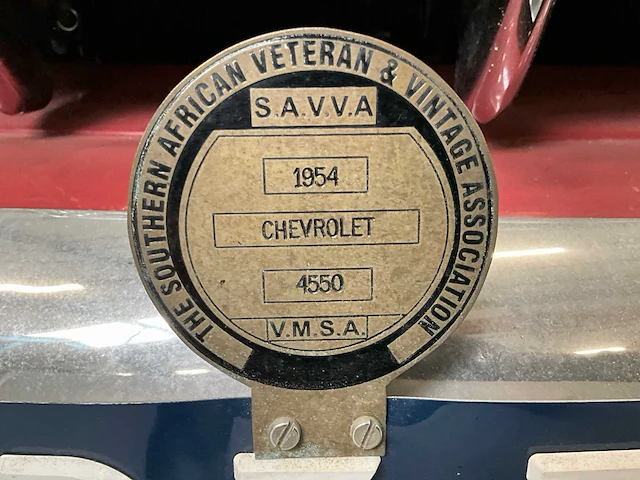 THE SOUTHERN AFRICAN VETERAN & VINTAGE ASSOCIATION
S.A.V.V.A
1954
CHEVROLET
4550
V.M.S.A.